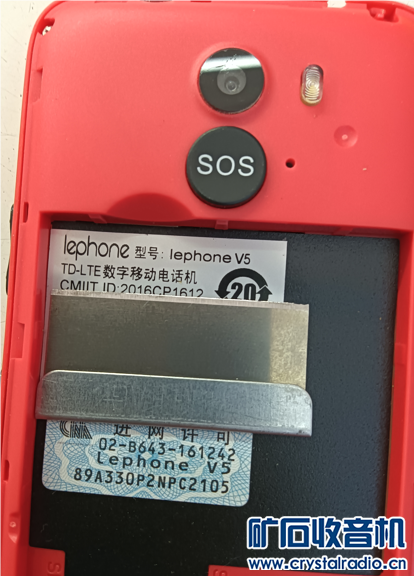 SOS
lephone 型号: lephone V5
TD-LTE数字移动电话机
CMIIT ID:2016CP1612
20
进网许可
02-B643-161242
Lephone V5
89A330P2NPC2105
矿石收音机
www.crystalradio.cn